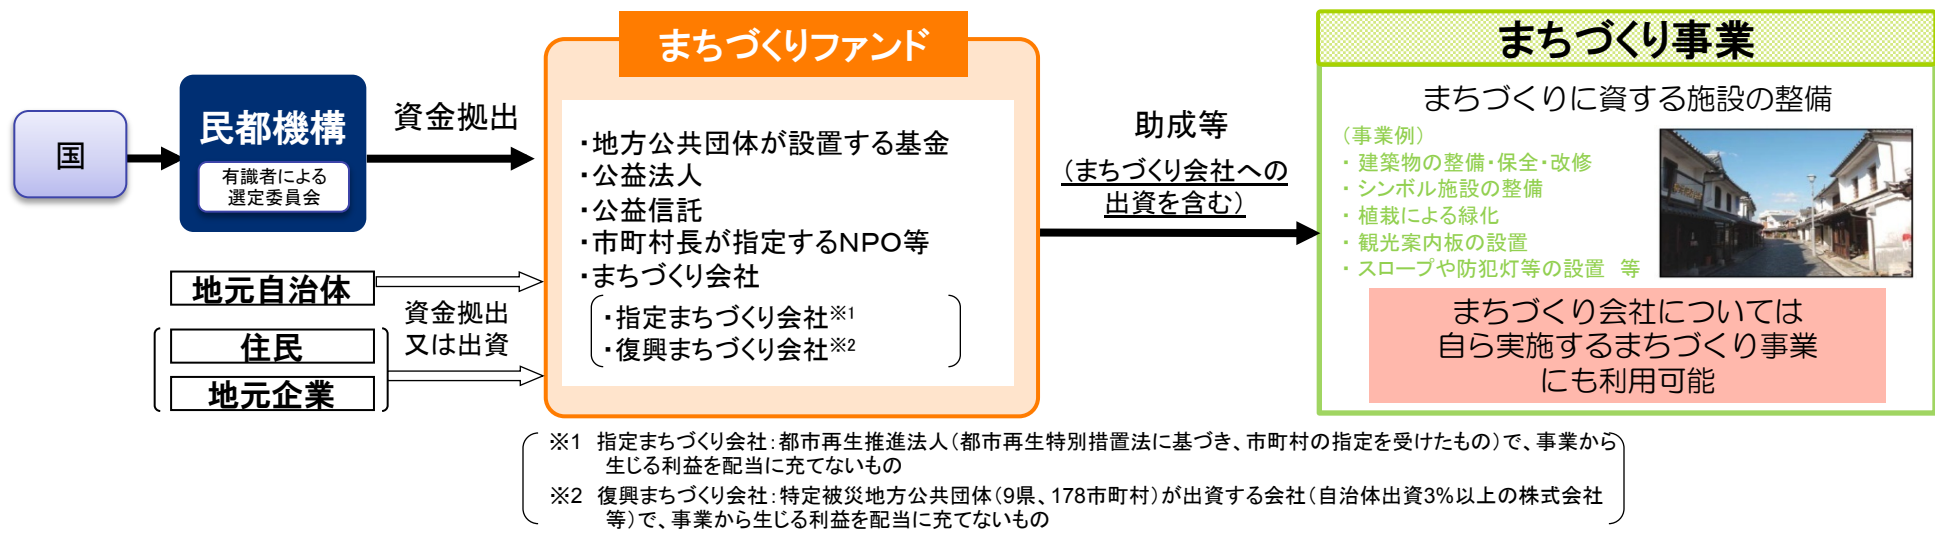 国
民都機構
有識者による
選定委員会
資金拠出
地元自治体
住民
地元企業
資金拠出
又は出資
まちづくりファンド
・地方公共団体が設置する基金
・公益法人
・公益信託
・市町村長が指定するNPO等
・まちづくり会社
・指定まちづくり会社※1
・復興まちづくり会社※2
助成等
(まちづくり会社への
出資を含む)
まちづくり事業
まちづくりに資する施設の整備
(事業例)
・建築物の整備・保全・改修
・シンボル施設の整備
・植栽による緑化
・観光案内板の設置
・スロープや防犯灯等の設置 等
まちづくり会社については
自ら実施するまちづくり事業
にも利用可能
※1 指定まちづくり会社:都市再生推進法人(都市再生特別措置法に基づき、市町村の指定を受けたもの)で、事業から
生じる利益を配当に充てないもの
※2 復興まちづくり会社:特定被災地方公共団体(9県、178市町村)が出資する会社(自治体出資3%以上の株式会社
等)で、事業から生じる利益を配当に充てないもの